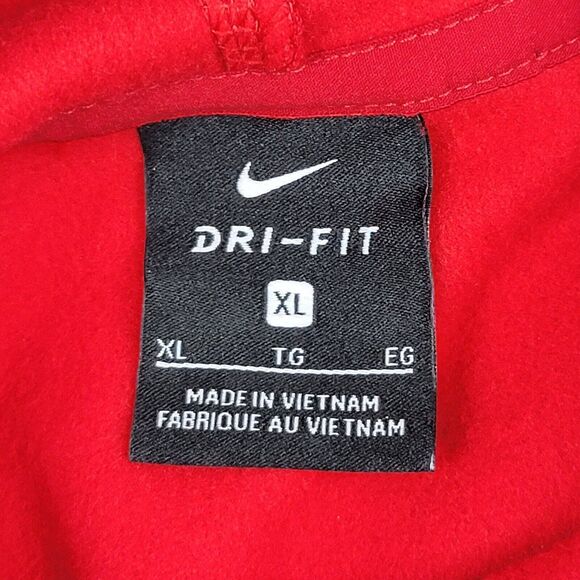 DRI-FIT
XL
XL TG EG
MADE IN VIETNAM
FABRIQUE AU VIETNAM